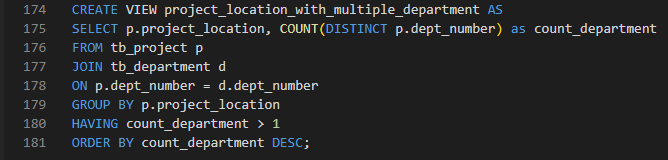 174 CREATE VIEW project_location_with_multiple_department AS
175 SELECT p.project_location, COUNT(DISTINCT p.dept_number) as count_department
176 FROM tb_project p
177 JOIN tb_department d
178 ON p.dept_number = d.dept_number
179 GROUP BY p.project_location
180 HAVING count_department > 1
181 ORDER BY count_department DESC;